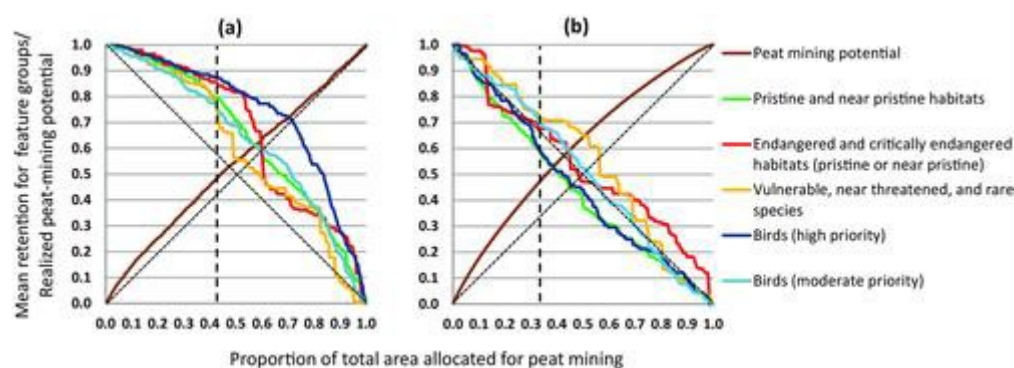 (a)
(b)
Mean retention for feature groups/
Realized peat-mining potential
1.0
0.9
0.8
0.7
0.6
0.5
0.4
0.3
0.2
0.1
0.0
0.0 0.1 0.2 0.3 0.4 0.5 0.6 0.7 0.8 0.9 1.0
1.0
0.9
0.8
0.7
0.6
0.5
0.4
0.3
0.2
0.1
0.0
0.0 0.1 0.2 0.3 0.4 0.5 0.6 0.7 0.8 0.9 1.0
Proportion of total area allocated for peat mining
Peat mining potential
Pristine and near pristine habitats
Endangered and critically endangered
habitats (pristine or near pristine)
Vulnerable, near threatened, and rare
species
Birds (high priority)
Birds (moderate priority)